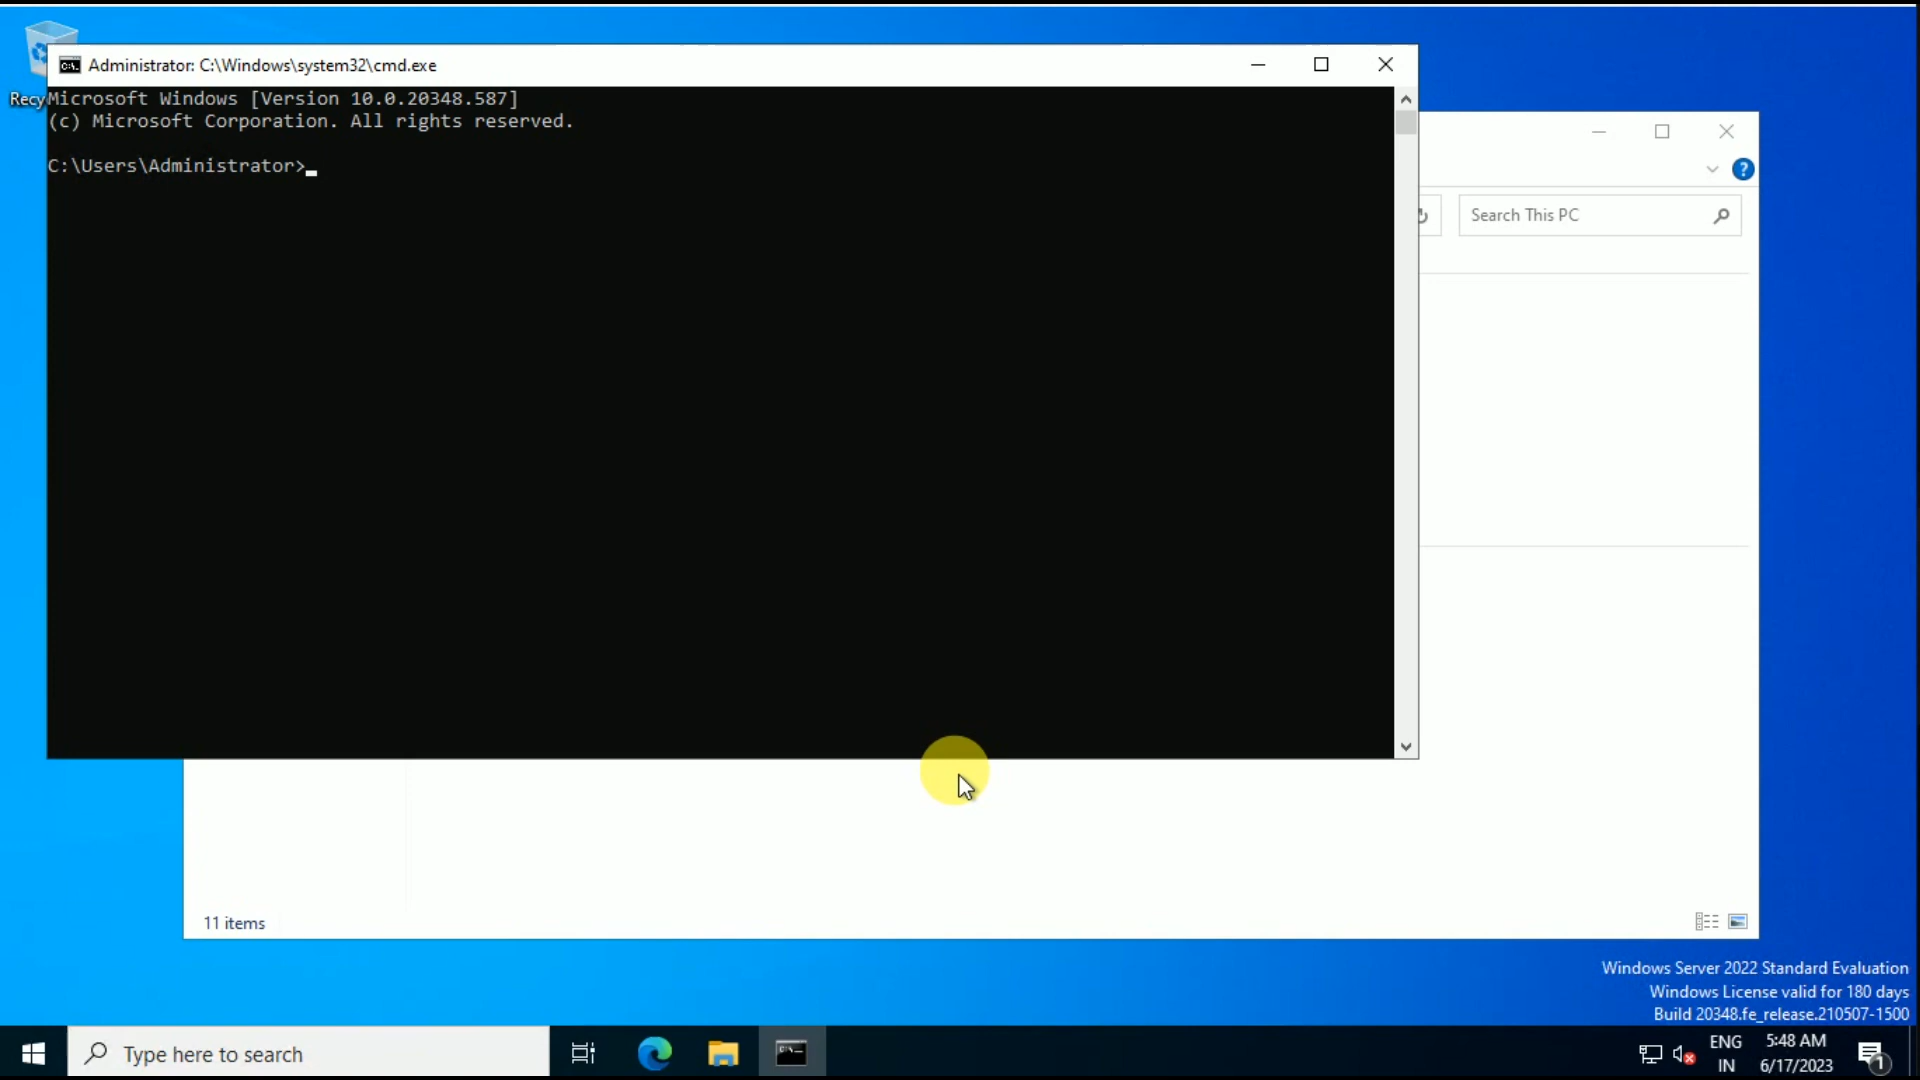 Administrator: C:\Windows\system32\cmd.exe
Recy
Microsoft Windows [Version 10.0.20348.587]
(c) Microsoft Corporation. All rights reserved.
C:\Users\Administrator>
Search This PC
11 items
Windows Server 2022 Standard Evaluation
Windows License valid for 180 days
Build 20348.fe_release.210507-1500
Type here to search
ENG
IN
5:48 AM
6/17/2023
1